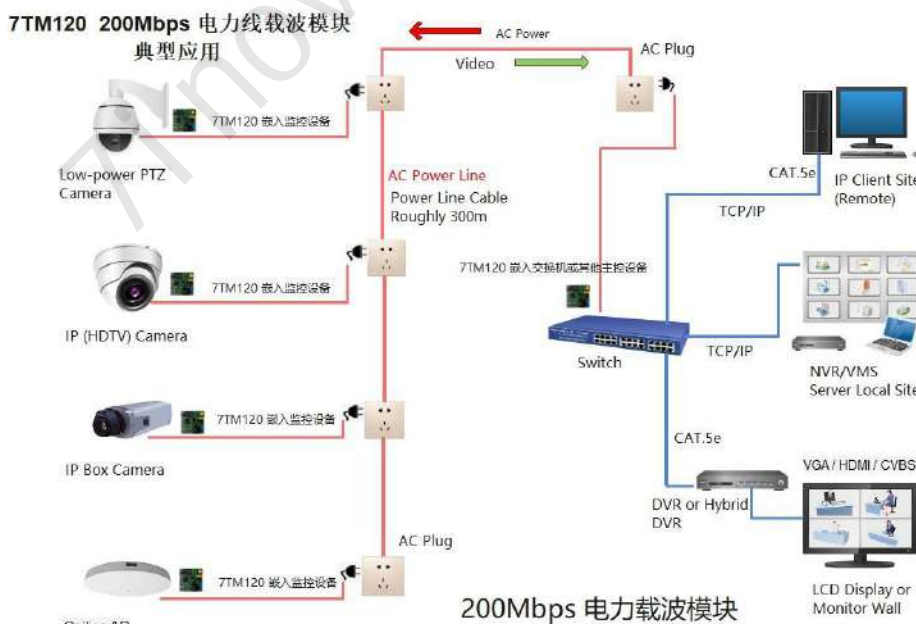 7TM120 200Mbps 电力线载波模块
典型应用
AC Power
Video
AC Plug
7TM120 嵌入监控设备
Low-power PTZ
Camera
AC Power Line
Power Line Cable
Roughly 300m
CAT.5e
IP Client Site
(Remote)
TCP/IP
7TM120 嵌入交换机或其他主控设备
7TM120 嵌入监控设备
IP (HDTV) Camera
Switch
TCP/IP
NVR/VMS
Server Local Site
7TM120 嵌入监控设备
IP Box Camera
CAT.5e
VGA / HDMI / CVBS
DVR or Hybrid
DVR
AC Plug
7TM120 嵌入监控设备
LCD Display or
Monitor Wall
200Mbps 电力载波模块